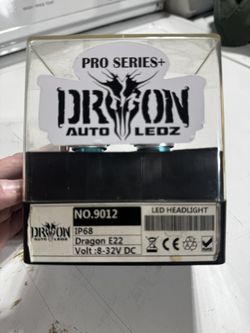 PRO SERIES+
DRAGON
AUTO LEDZ
DRAGON
AUTO LEDZ
NO.9012
IP68
Dragon E22
Volt :8-32V DC
LED HEADLIGHT